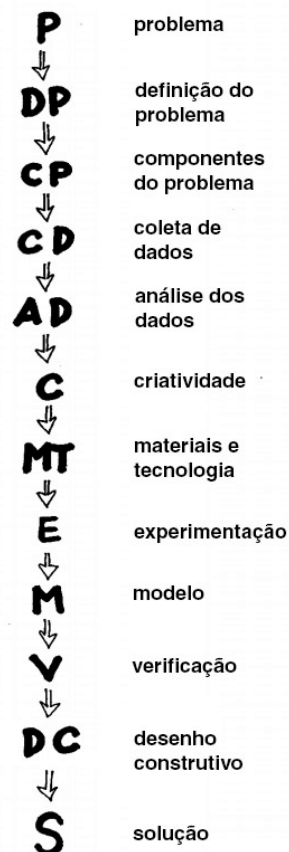 P problema
DP definição do
problema
CP componentes
do problema
CD coleta de
dados
AD análise dos
dados
C criatividade
MT materiais e
tecnologia
E experimentação
M modelo
V verificação
DC desenho
construtivo
S solução